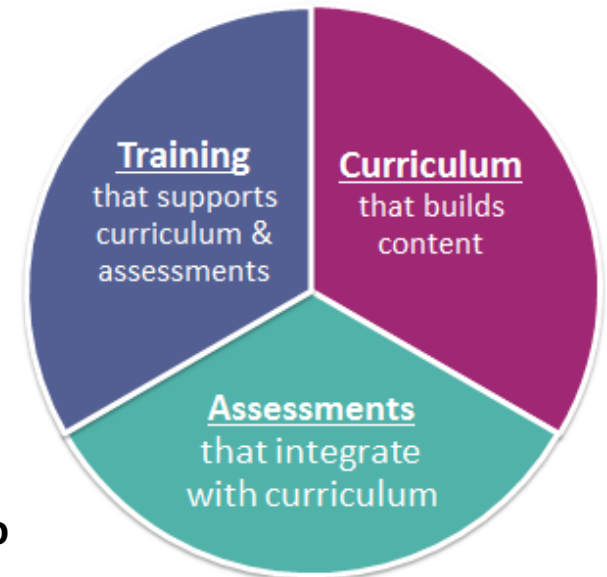 Training
that supports
curriculum &
assessments
Curriculum
that builds
content
Assessments
that integrate
with curriculum